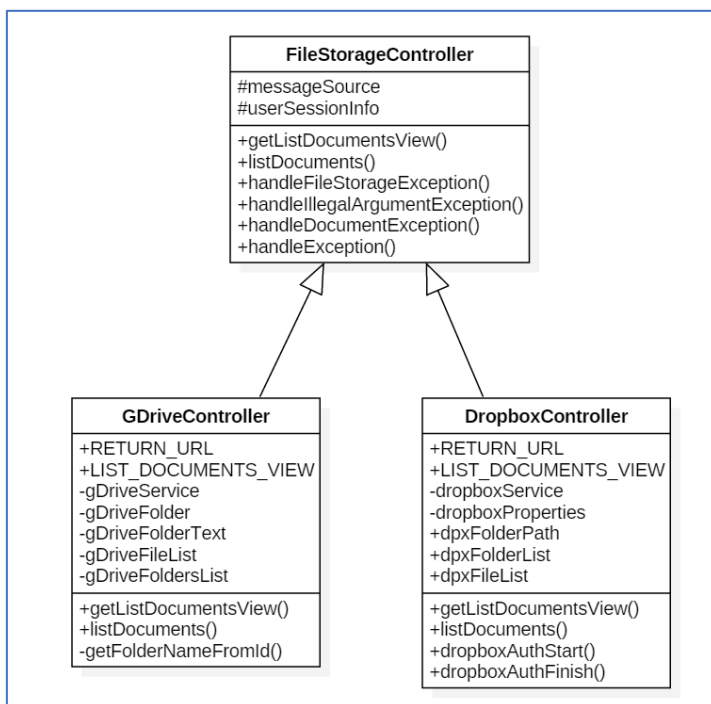 FileStorageController
#messageSource
#userSessionInfo
+getListDocumentsView()
+listDocuments()
+handleFileStorageException()
+handleIllegalArgumentException()
+handleDocumentException()
+handleException()
GDriveController
+RETURN_URL
+LIST_DOCUMENTS_VIEW
-gDriveService
-gDriveFolder
-gDriveFolderText
-gDriveFileList
-gDriveFoldersList
+getListDocumentsView()
+listDocuments()
-getFolderNameFromId()
DropboxController
+RETURN_URL
+LIST_DOCUMENTS_VIEW
-dropboxService
-dropboxProperties
+dpxFolderPath
+dpxFolderList
+dpxFileList
+getListDocumentsView()
+listDocuments()
+dropboxAuthStart()
+dropboxAuthFinish()